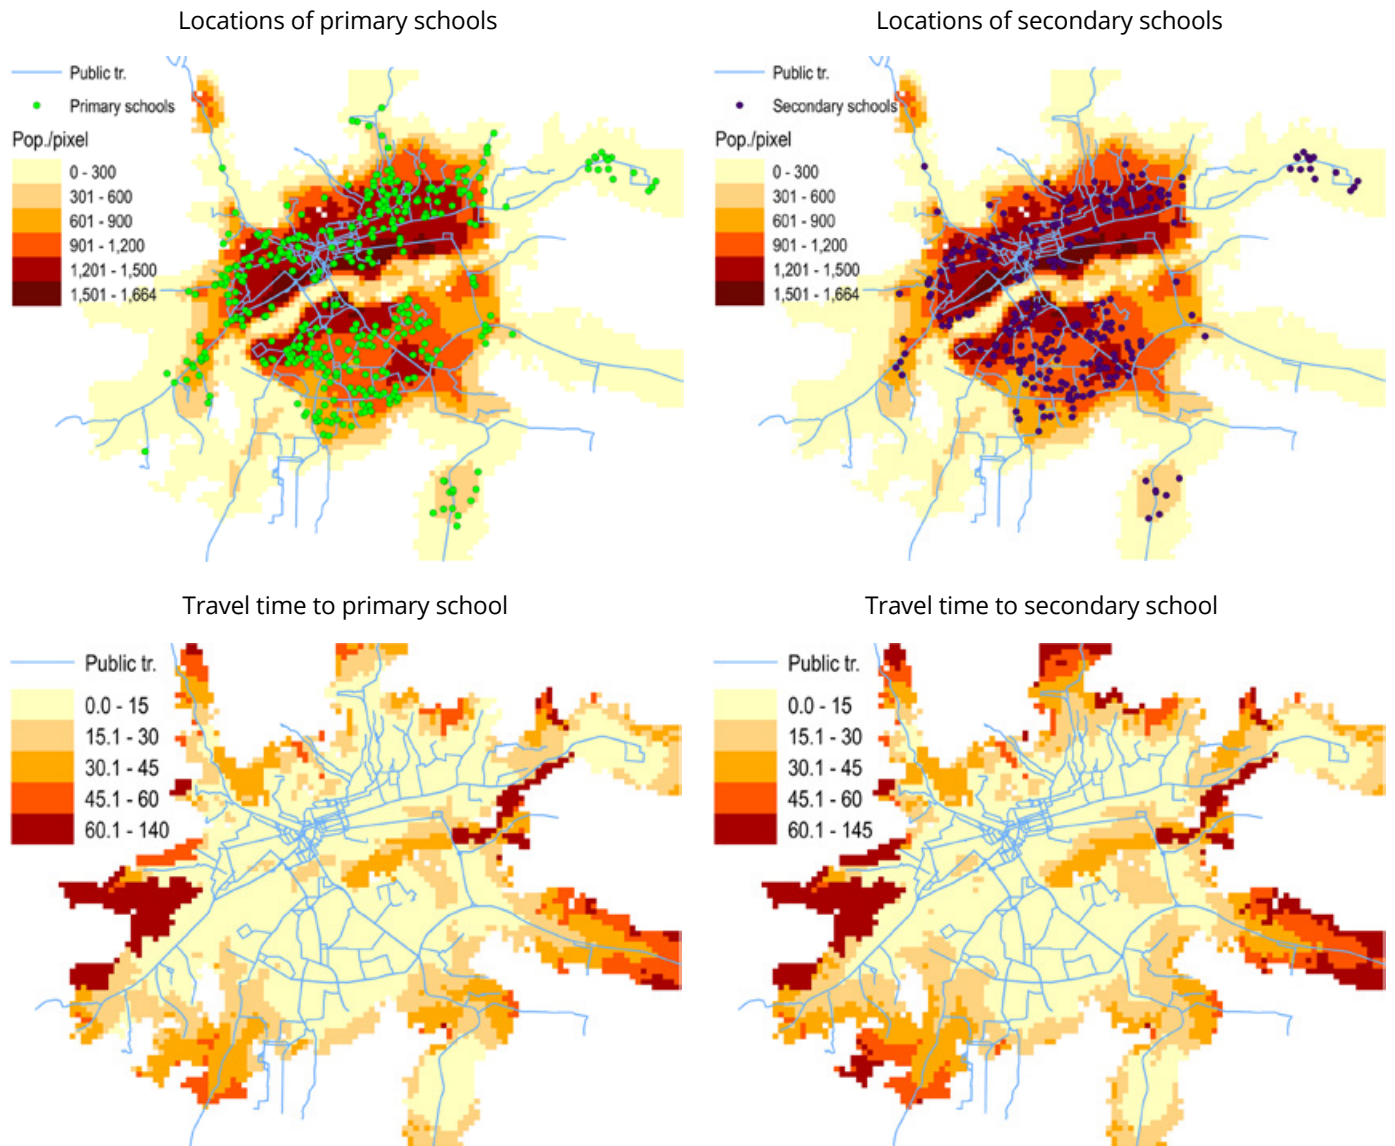 Locations of primary schools
Public tr.
Primary schools
Pop./pixel
0 - 300
301 - 600
601 - 900
901 - 1,200
1,201 - 1,500
1,501 - 1,664
Locations of secondary schools
Public tr.
Secondary schools
Pop./pixel
0 - 300
301 - 600
601 - 900
901 - 1,200
1,201 - 1,500
1,501 - 1,664
Travel time to primary school
Public tr.
0.0 - 15
15.1 - 30
30.1 - 45
45.1 - 60
60.1 - 140
Travel time to secondary school
Public tr.
0.0 - 15
15.1 - 30
30.1 - 45
45.1 - 60
60.1 - 145